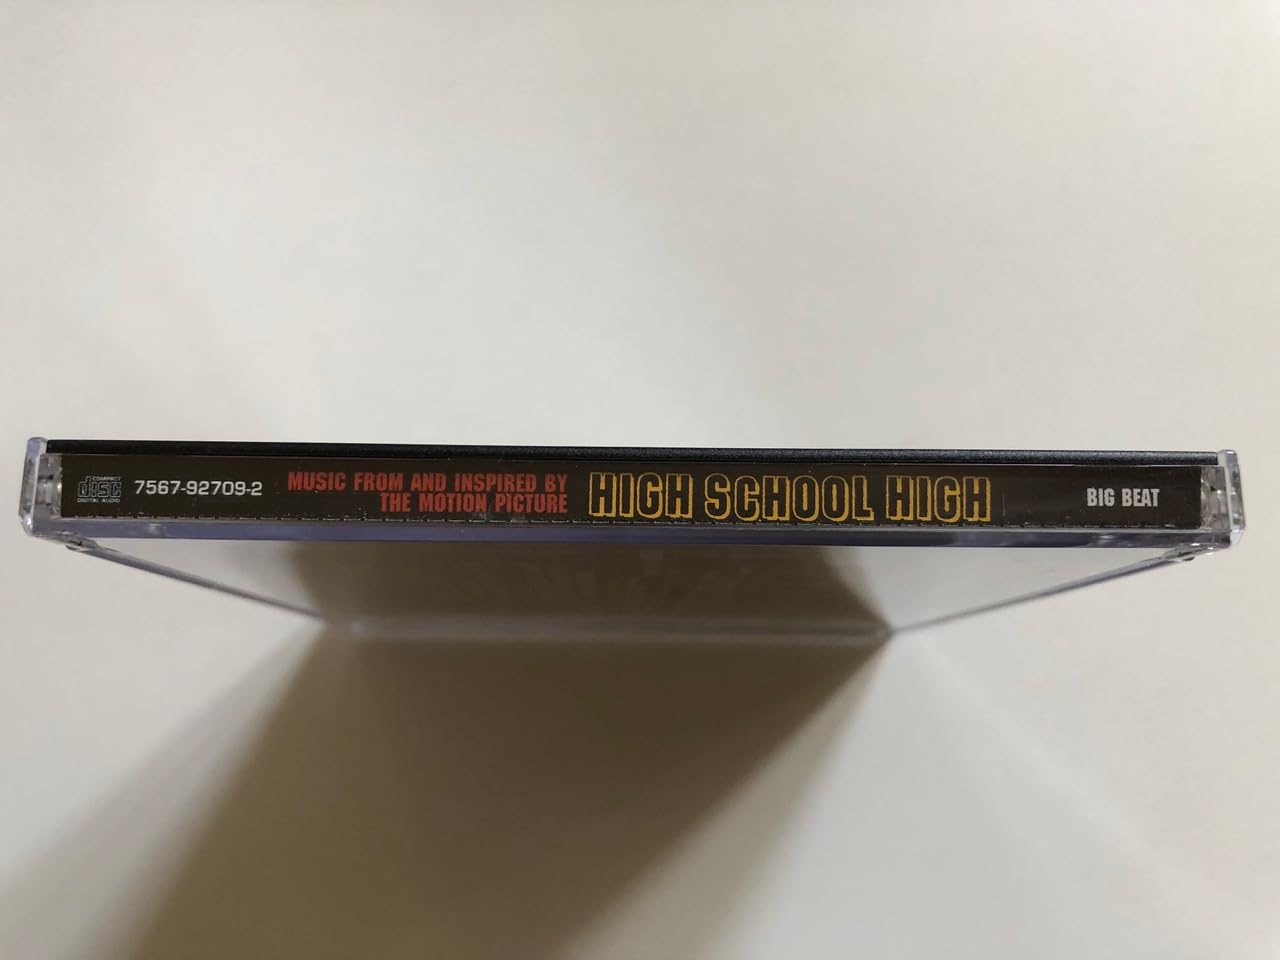 COMPACT
disc
DIGITAL AUDIO
7567-92709-2
MUSIC FROM AND INSPIRED BY
THE MOTION PICTURE
HIGH SCHOOL HIGH
BIG BEAT